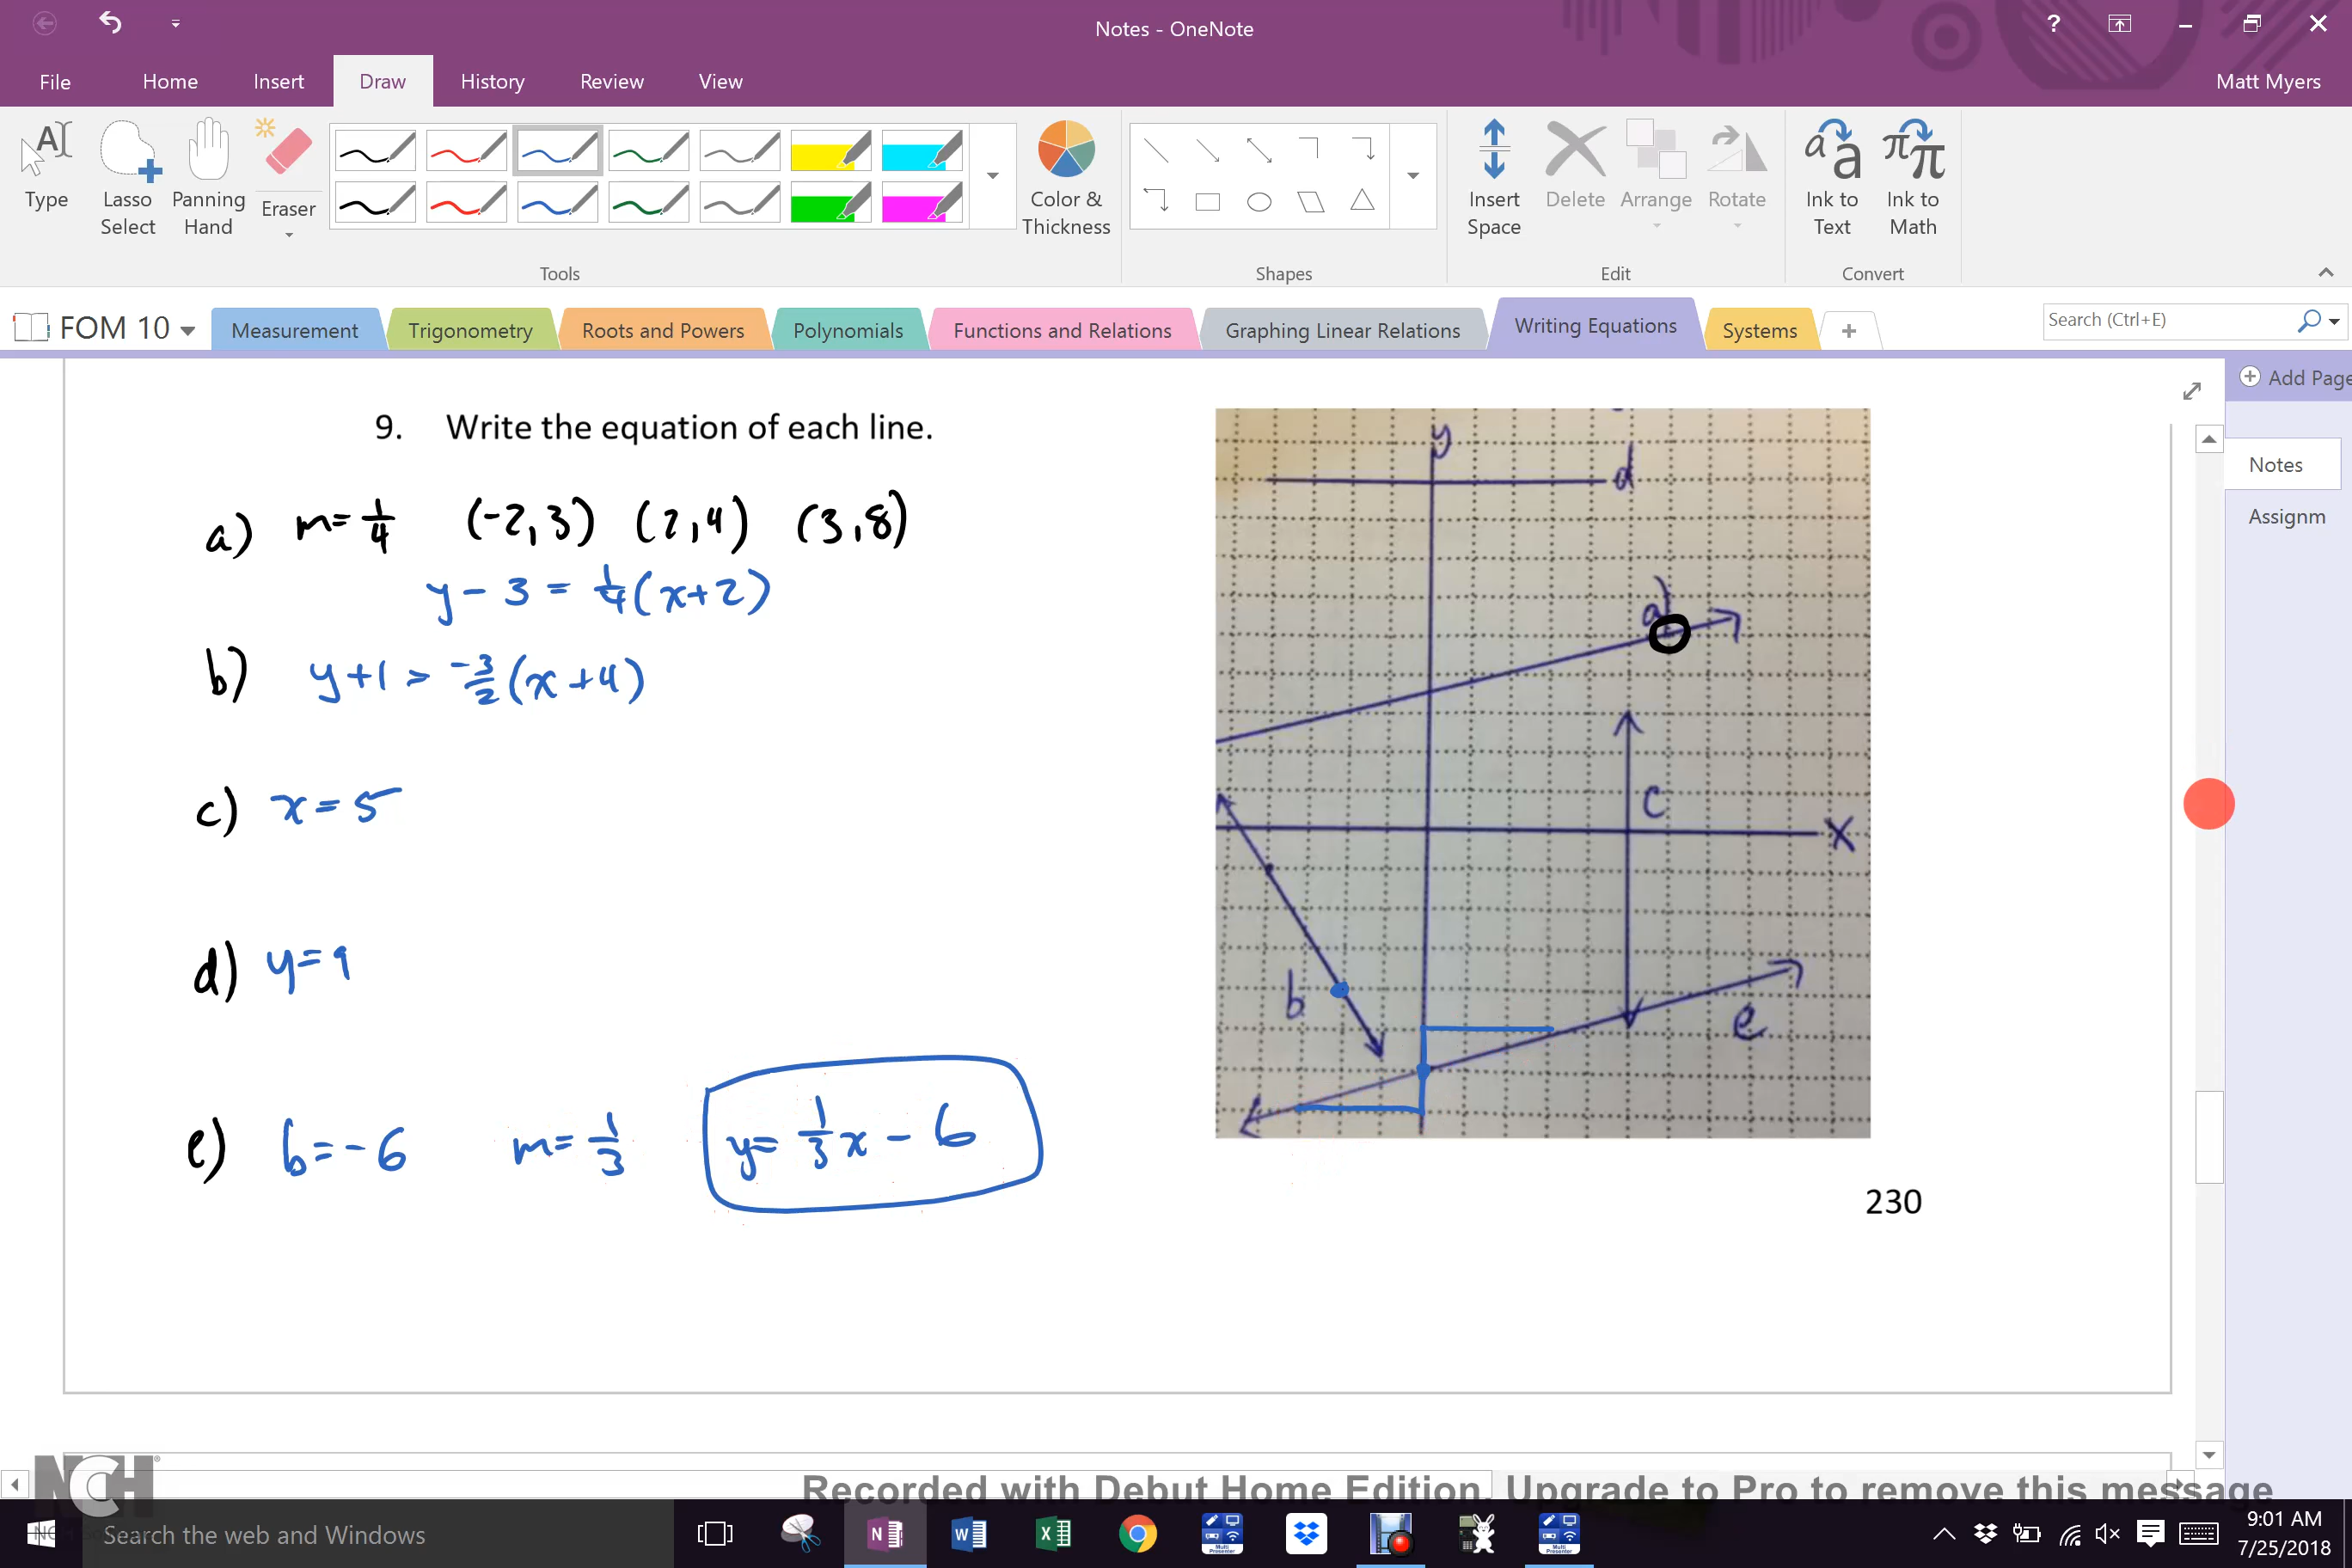 Notes - OneNote
File Home Insert Draw History Review View Matt Myers
Type Lasso Select Panning Hand Eraser Color & Thickness Insert Space Delete Arrange Rotate Ink to Text Ink to Math
Tools Shapes Edit Convert
FOM 10 Measurement Trigonometry Roots and Powers Polynomials Functions and Relations Graphing Linear Relations Writing Equations Systems Search (Ctrl+E)
Add Page
Notes
Assignm
9. Write the equation of each line.
a) m=1/4 (-2,3) (2,4) (3,8)
y - 3 = 1/4(x+2)
b) y+1 = -3/2(x+4)
c) x=5
d) y=9
e) b=-6 m=1/3 y=1/3x-6
y
d
a)
c
x
b
e
230
NCH
Recorded with Debut Home Edition. Upgrade to Pro to remove this message
Search the web and Windows
9:01 AM
7/25/2018